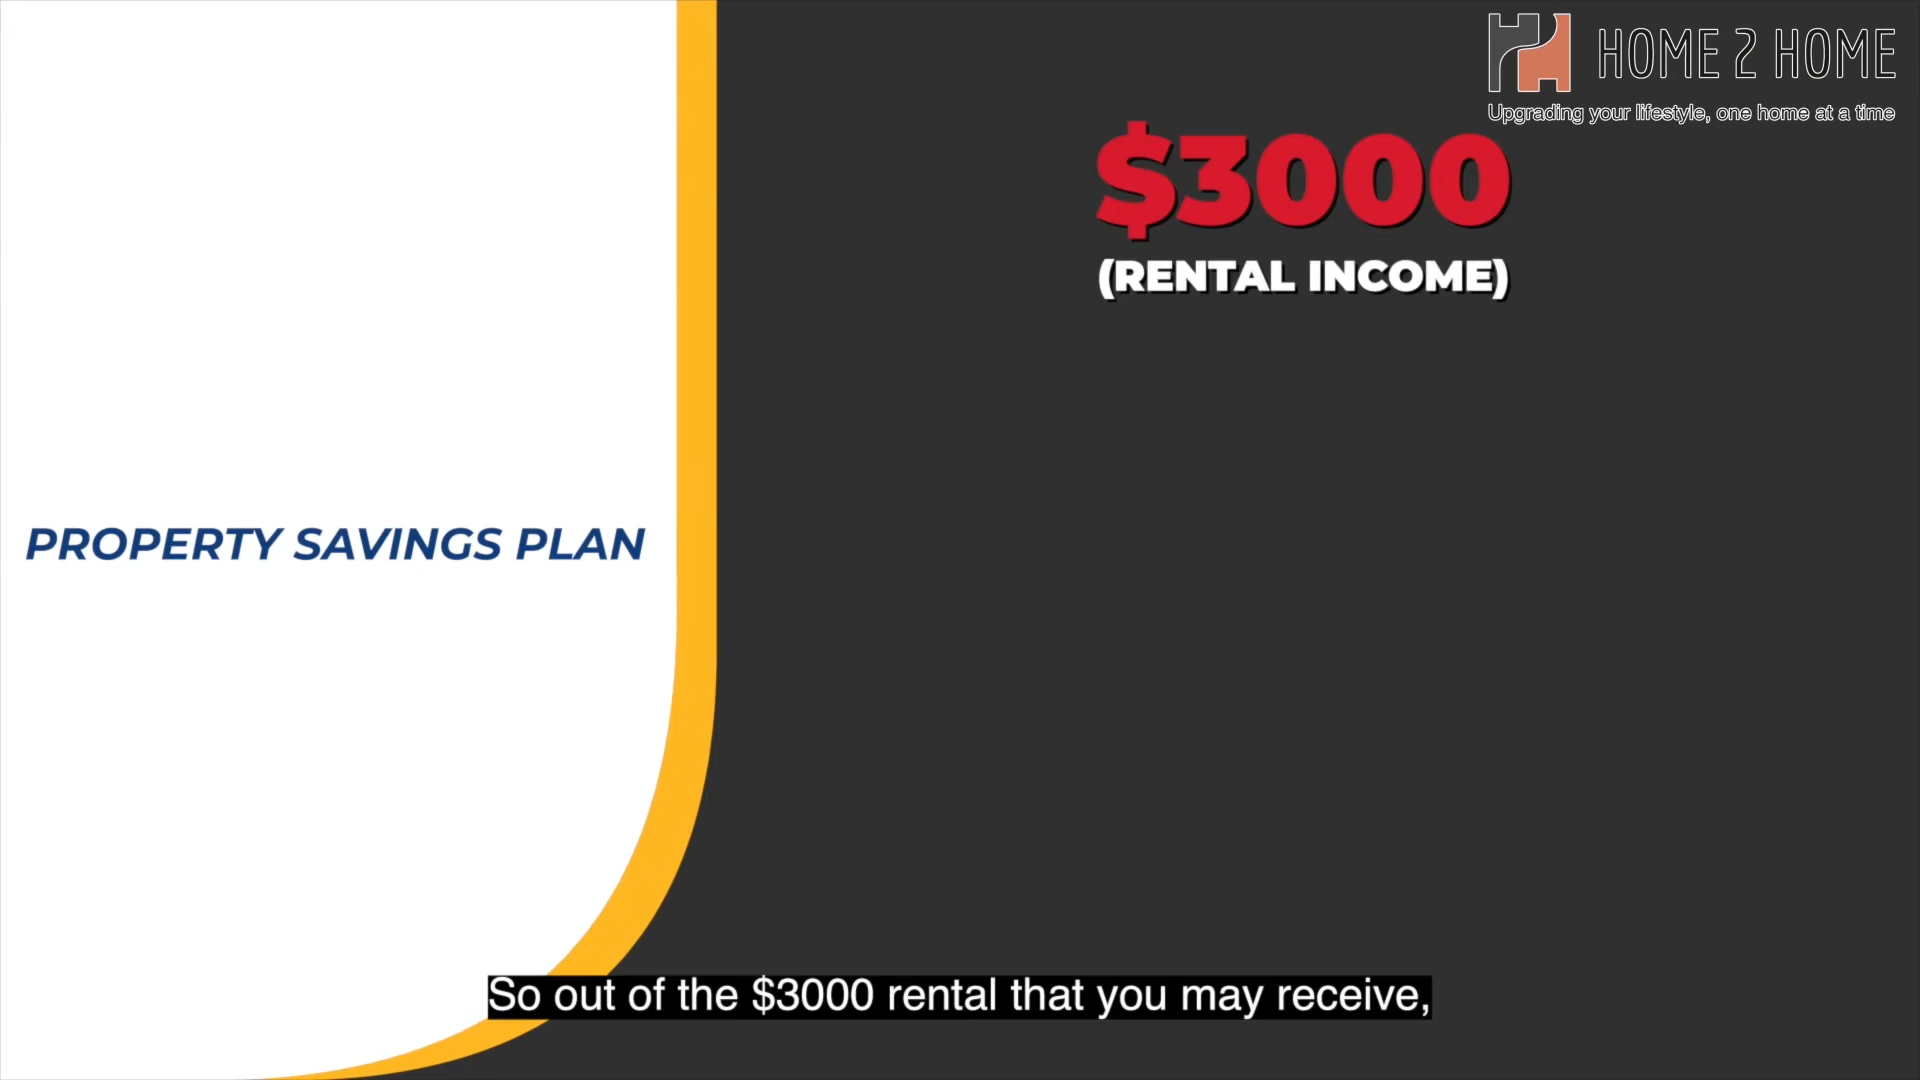 HOME 2 HOME
Upgrading your lifestyle, one home at a time
$3000
(RENTAL INCOME)
PROPERTY SAVINGS PLAN
So out of the $3000 rental that you may receive,